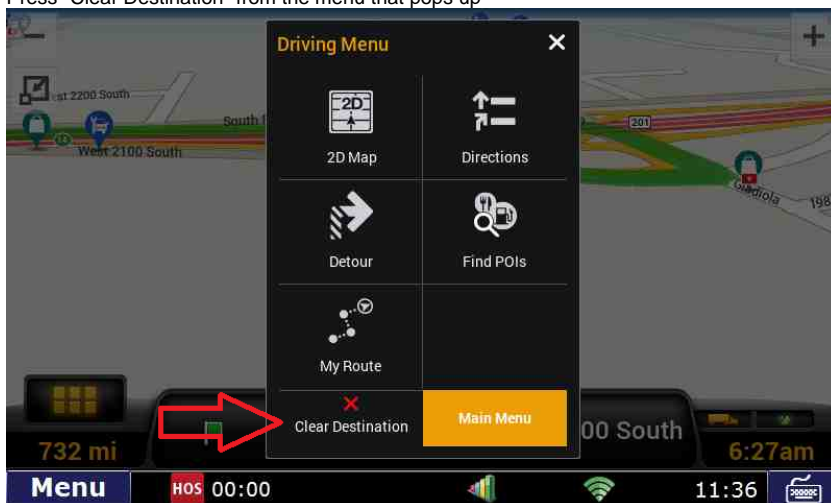 Press "Clear Destination" from the menu that pops up
Driving Menu
2D
2D Map
Directions
Detour
Find POIs
My Route
Clear Destination
Main Menu
2200 South
South
West 2100 South
201
Gladiola
198
00 South
732 mi
6:27am
Menu
HOS 00:00
11:36